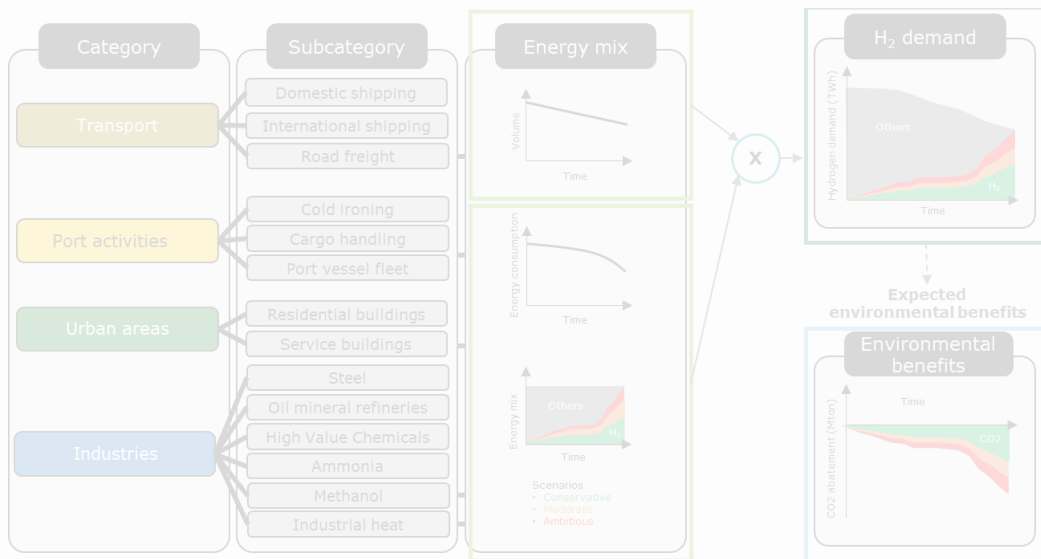 Category
Subcategory
Energy mix
H₂ demand
Transport
Domestic shipping
International shipping
Road freight
Port activities
Cold ironing
Cargo handling
Port vessel fleet
Urban areas
Residential buildings
Service buildings
Industries
Steel
Oil mineral refineries
High Value Chemicals
Ammonia
Methanol
Industrial heat
Volume
Time
Energy consumption
Time
Energy mix
Others
H₂
Time
Scenarios
• Conservative
• Moderate
• Ambitious
X
Hydrogen demand (TWh)
Others
H₂
Time
Expected
environmental benefits
Environmental
benefits
Time
CO2 abatement (Mton)
CO2